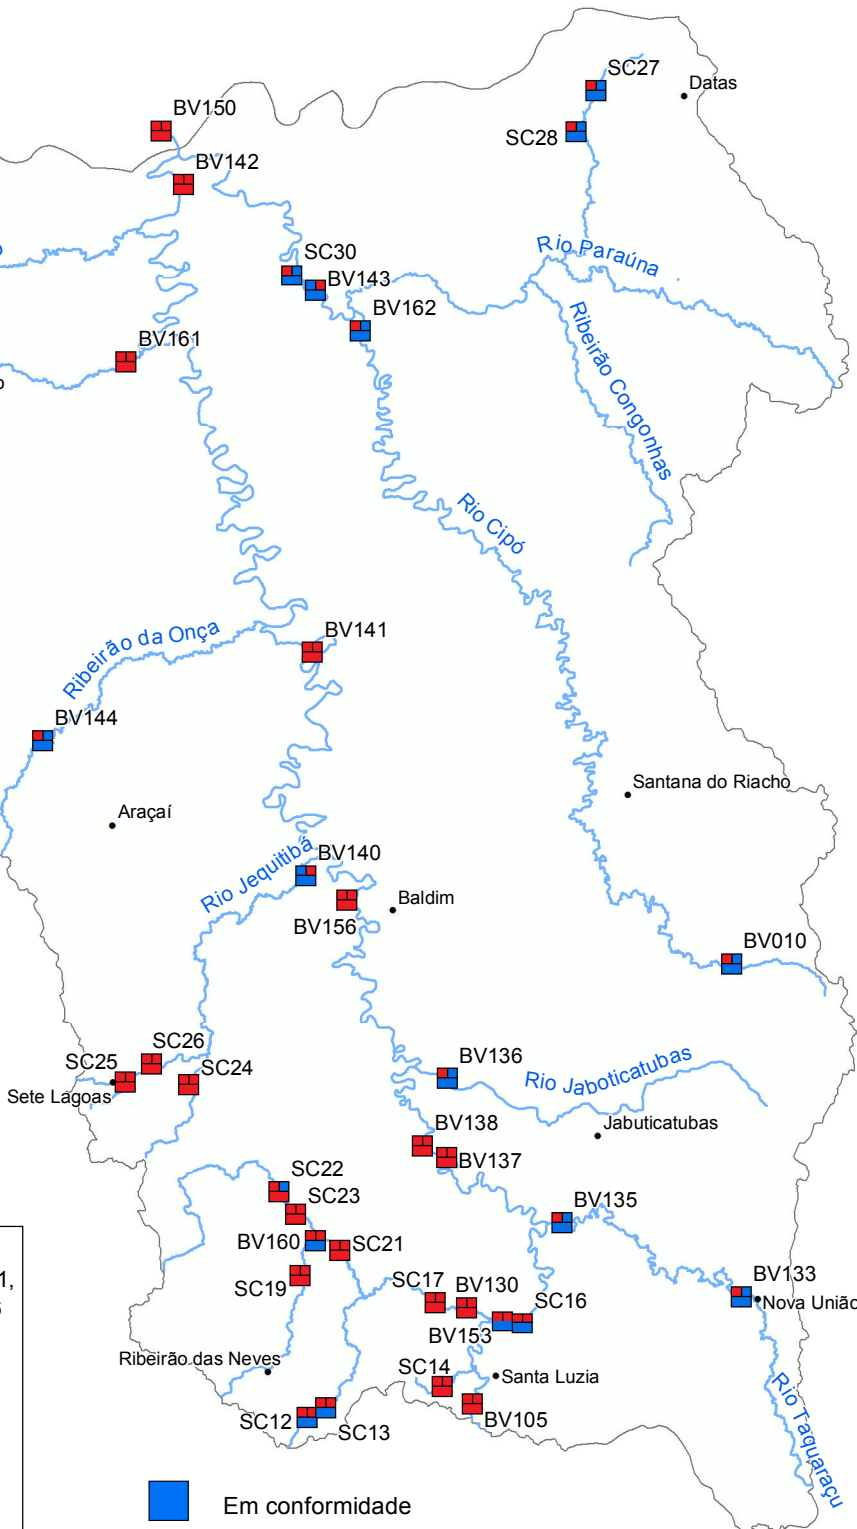 SC27
Datas
BV150
SC28
BV142
Rio Paraúna
SC30
BV143
BV162
Ribeirão Congonhas
BV161
o
Rio Cipó
Ribeirão da Onça
BV141
BV144
Santana do Riacho
Araçaí
Rio Jequitibá
BV140
Baldim
BV156
BV010
SC26
SC25
SC24
Sete Lagoas
BV136
Rio Jaboticatubas
BV138
Jabuticatubas
BV137
SC22
SC23
BV135
BV160
SC21
SC19
1,
SC17
BV130
SC16
BV133
Nova União
BV153
Ribeirão das Neves
SC14
Santa Luzia
SC12
SC13
BV105
Rio Taquaraçu
Em conformidade